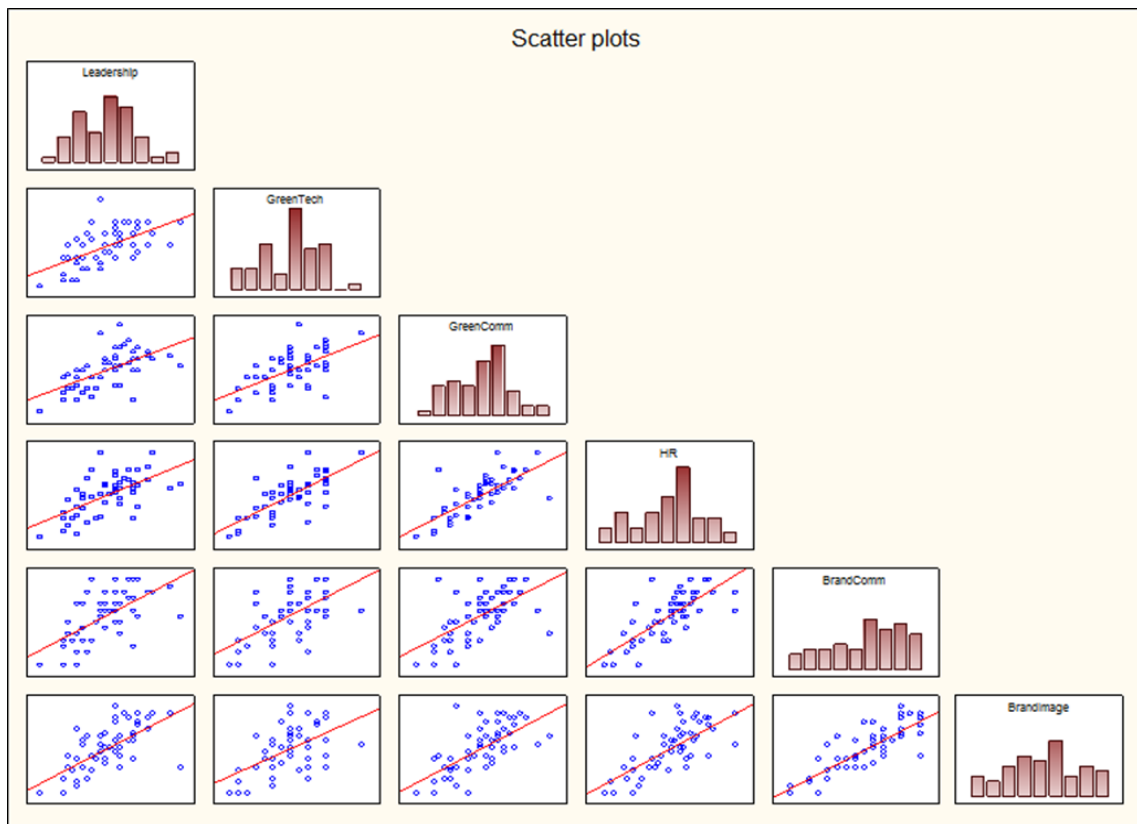 Scatter plots
Leadership
GreenTech
GreenComm
HR
BrandComm
BrandImage